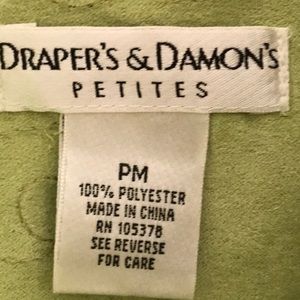 DRAPER'S & DAMON'S
PETITES
PM
100% POLYESTER
MADE IN CHINA
RN 105378
SEE REVERSE
FOR CARE